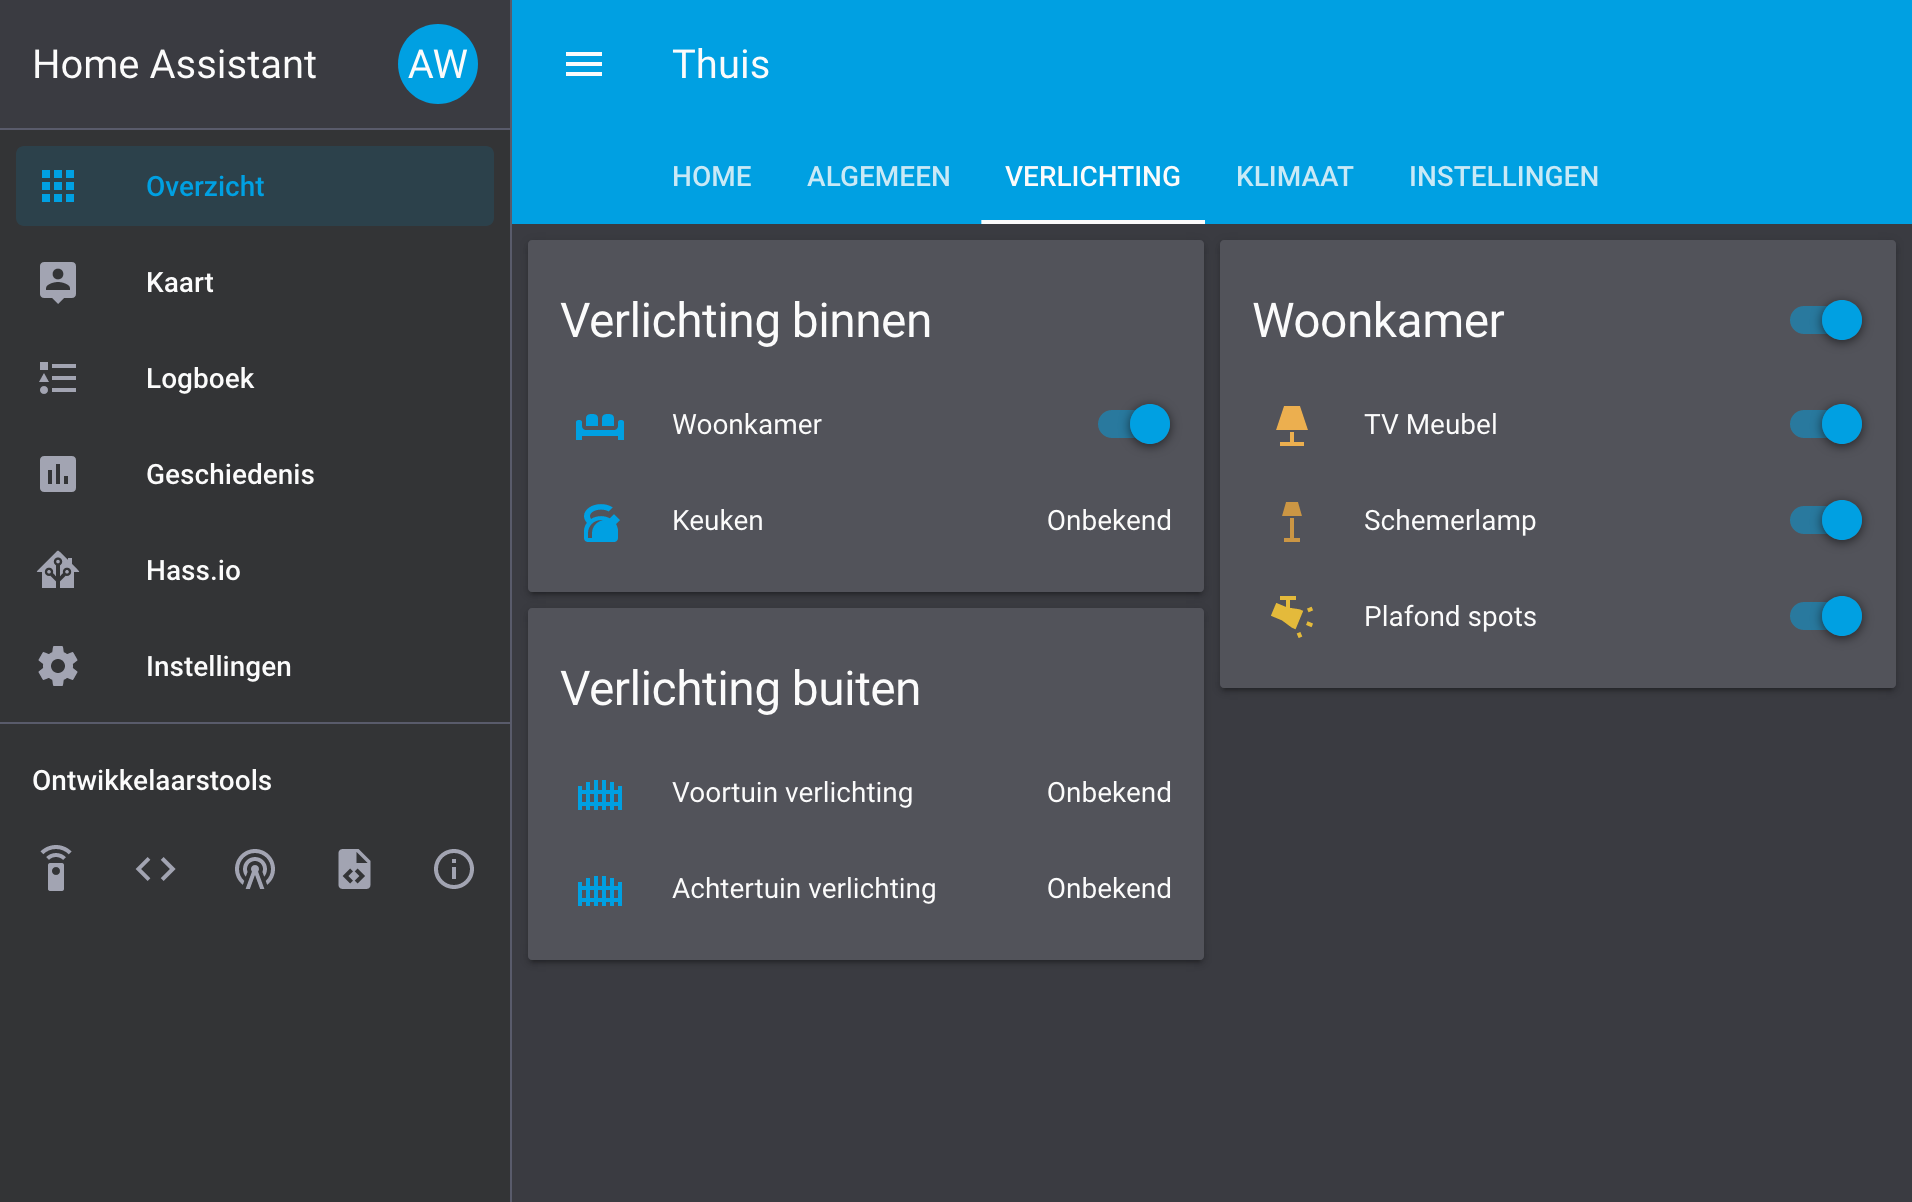 Home Assistant
AW
Overzicht
Kaart
Logboek
Geschiedenis
Hass.io
Instellingen
Ontwikkelaarstools
Thuis
HOME ALGEMEEN VERLICHTING KLIMAAT INSTELLINGEN
Verlichting binnen
Woonkamer
Keuken Onbekend
Verlichting buiten
Voortuin verlichting Onbekend
Achtertuin verlichting Onbekend
Woonkamer
TV Meubel
Schemerlamp
Plafond spots